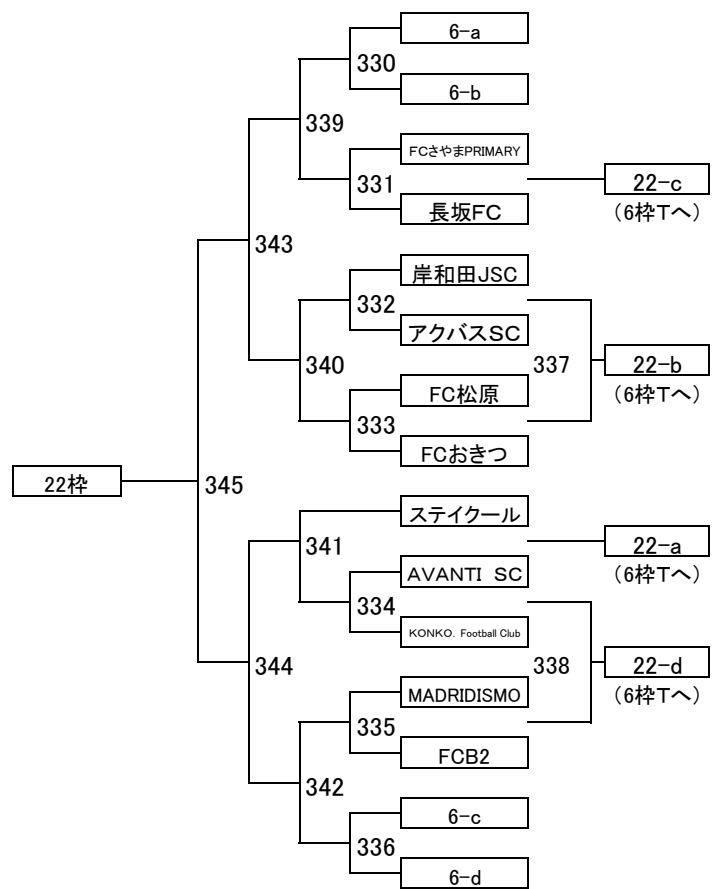 6-a
330
6-b
339
FCさやまPRIMARY
331
22-c
長坂FC
(6枠Tへ)
343
岸和田JSC
332
アクバスSC
340
337
22-b
FC松原
(6枠Tへ)
333
FCおきつ
22枠
345
ステイクール
341
22-a
AVANTI SC
(6枠Tへ)
334
KONKO. Football Club
344
338
22-d
MADRIDISMO
(6枠Tへ)
335
FCB2
342
6-c
336
6-d